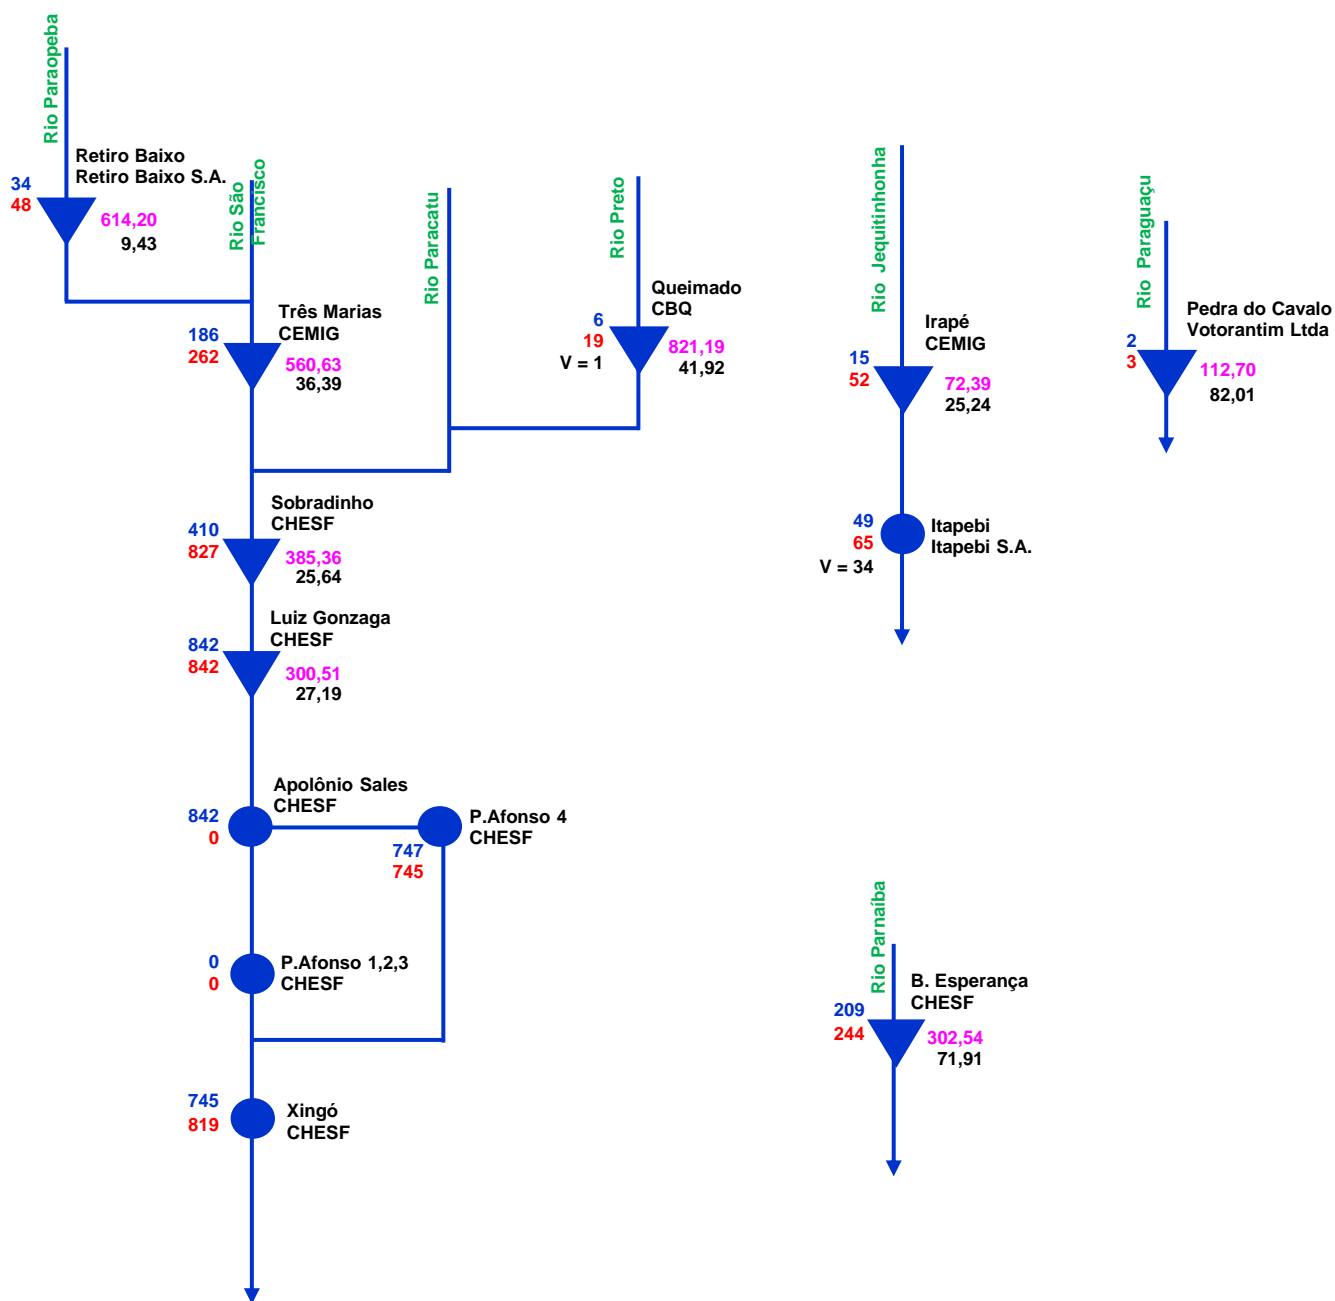 Rio Paraopeba
Retiro Baixo
Retiro Baixo S.A.
34
48
614,20
9,43
Rio São
Francisco
Três Marias
CEMIG
186
262
560,63
36,39
Rio Paracatu
Rio Preto
Queimado
CBQ
6
19
V = 1
821,19
41,92
Sobradinho
CHESF
410
827
385,36
25,64
Luiz Gonzaga
CHESF
842
842
300,51
27,19
Apolônio Sales
CHESF
842
0
P.Afonso 4
CHESF
747
745
P.Afonso 1,2,3
CHESF
0
0
Xingó
CHESF
745
819
Rio Jequitinhonha
Irapé
CEMIG
15
52
72,39
25,24
Itapebi
Itapebi S.A.
49
65
V = 34
Rio Paraguaçu
Pedra do Cavalo
Votorantim Ltda
2
3
112,70
82,01
Rio Parnaíba
B. Esperança
CHESF
209
244
302,54
71,91